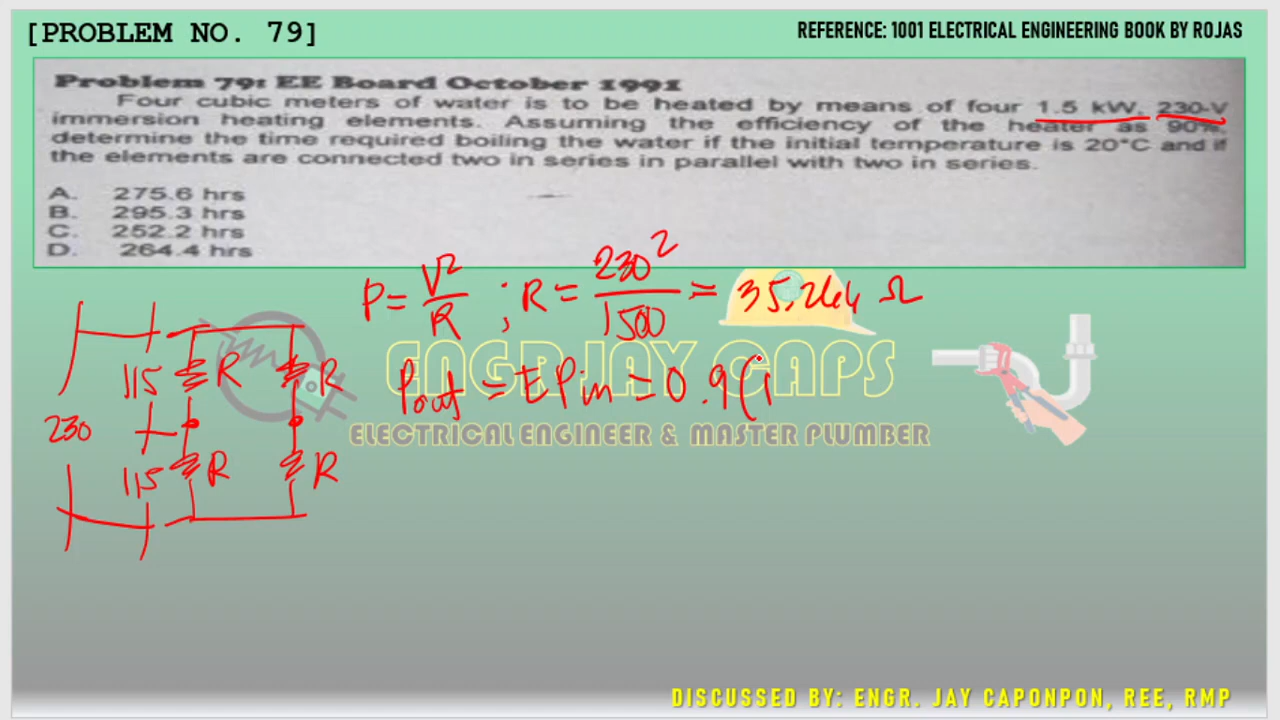 [PROBLEM NO. 79]
REFERENCE: 1001 ELECTRICAL ENGINEERING BOOK BY ROJAS
Problem 79: EE Board October 1991
Four cubic meters of water is to be heated by means of four 1.5 kW, 230-V
immersion heating elements. Assuming the efficiency of the heater as 90%,
determine the time required boiling the water if the initial temperature is 20°C and if
the elements are connected two in series in parallel with two in series.
A. 275.6 hrs
B. 295.3 hrs
C. 252.2 hrs
D. 264.4 hrs
P = V²/R ; R = 230²/1500 = 35.264 Ω
Pout = E Pin = 0.9(1
115 R R
230
115 R R
ENGR JAY CAPS
ELECTRICAL ENGINEER & MASTER PLUMBER
DISCUSSED BY: ENGR. JAY CAPONPON, REE, RMP